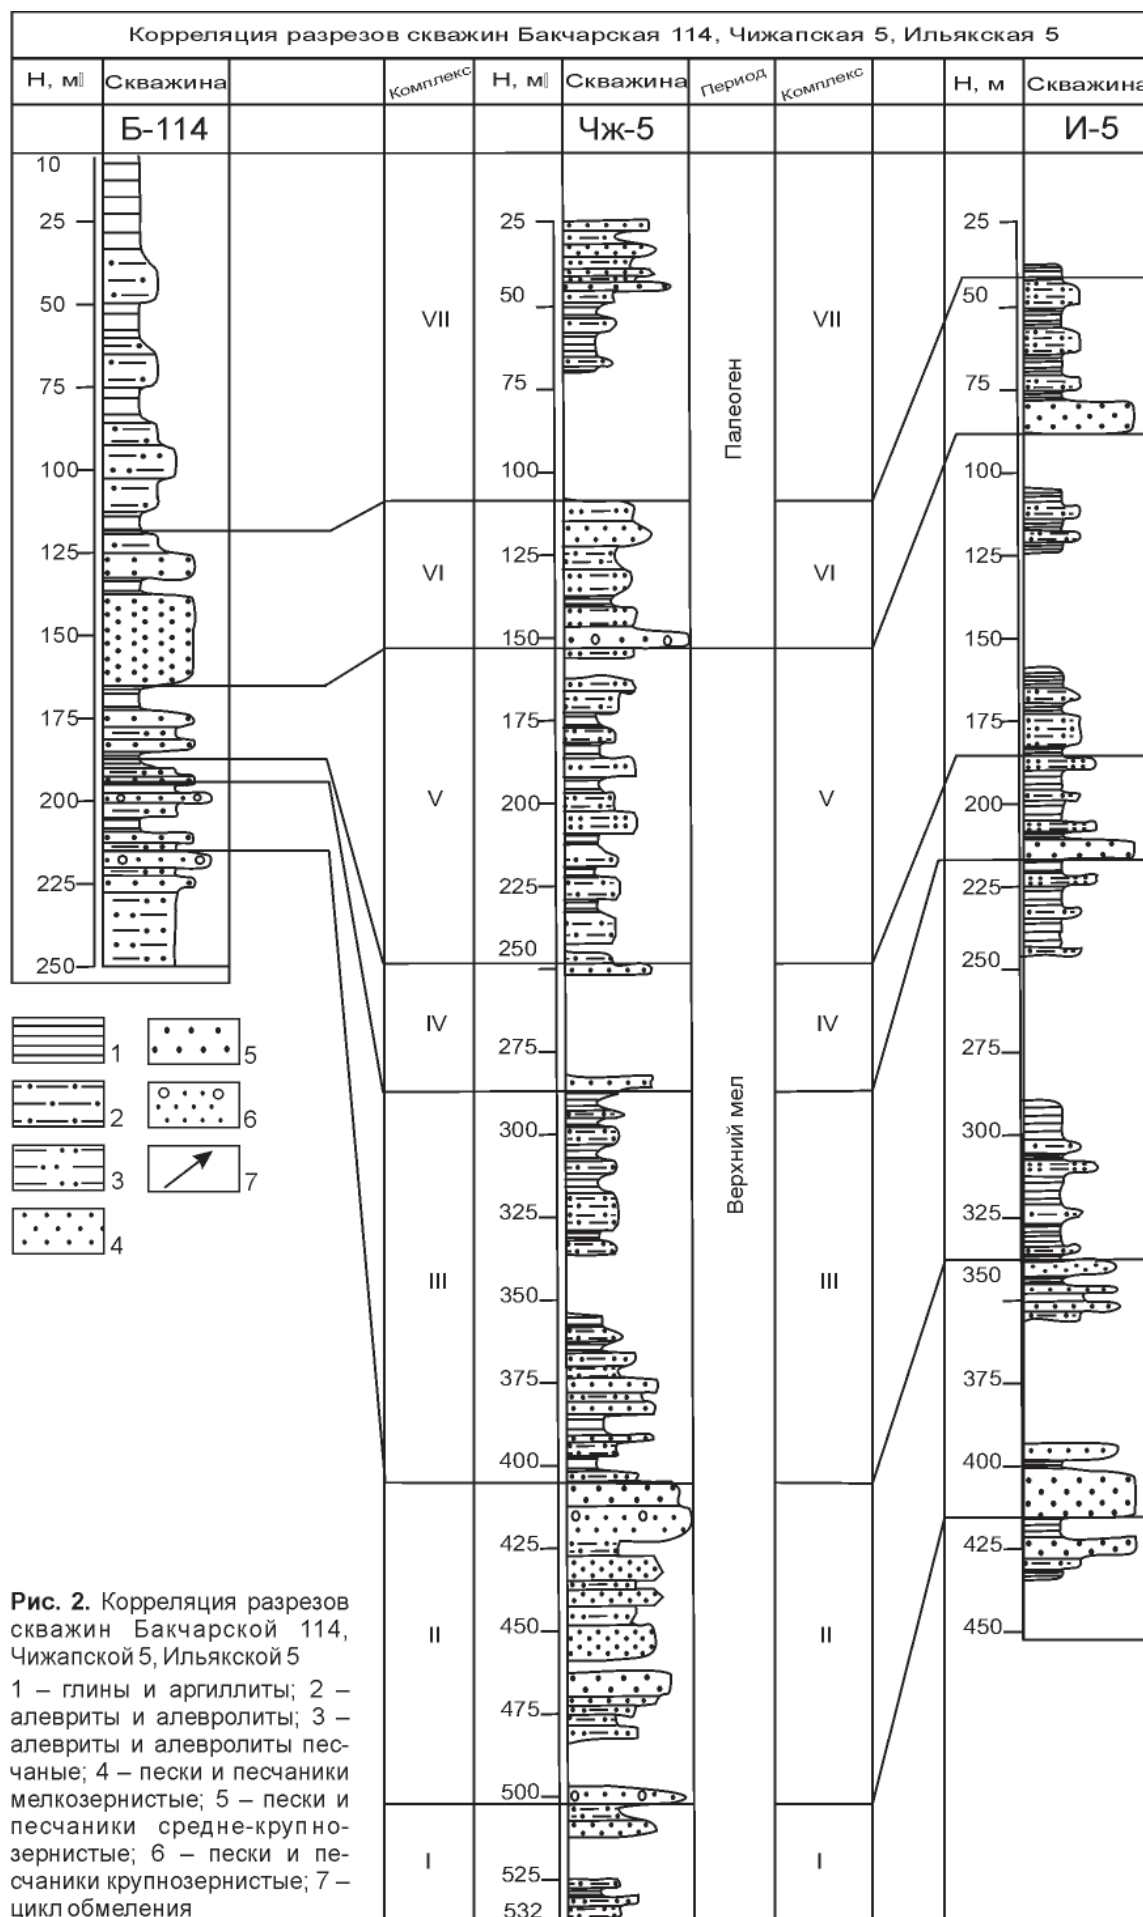 Корреляция разрезов скважин Бакчарская 114, Чижапская 5, Ильякская 5
Н, м Скважина Комплекс Н, м Скважина Период Комплекс Н, м Скважина
Б-114 Чж-5 И-5
10
25
50
75
100
125
150
175
200
225
250
VII
VI
V
IV
III
II
I
25
50
75
100
125
150
175
200
225
250
275
300
325
350
375
400
425
450
475
500
525
532
Палеоген
Верхний мел
VII
VI
V
IV
III
II
I
25
50
75
100
125
150
175
200
225
250
275
300
325
350
375
400
425
450
1
2
3
4
5
6
7
Рис. 2. Корреляция разрезов
скважин Бакчарской 114,
Чижапской 5, Ильякской 5
1 – глины и аргиллиты; 2 –
алевриты и алевролиты; 3 –
алевриты и алевролиты пес-
чаные; 4 – пески и песчаники
мелкозернистые; 5 – пески и
песчаники средне-крупно-
зернистые; 6 – пески и пе-
счаники крупнозернистые; 7 –
цикл обмеления